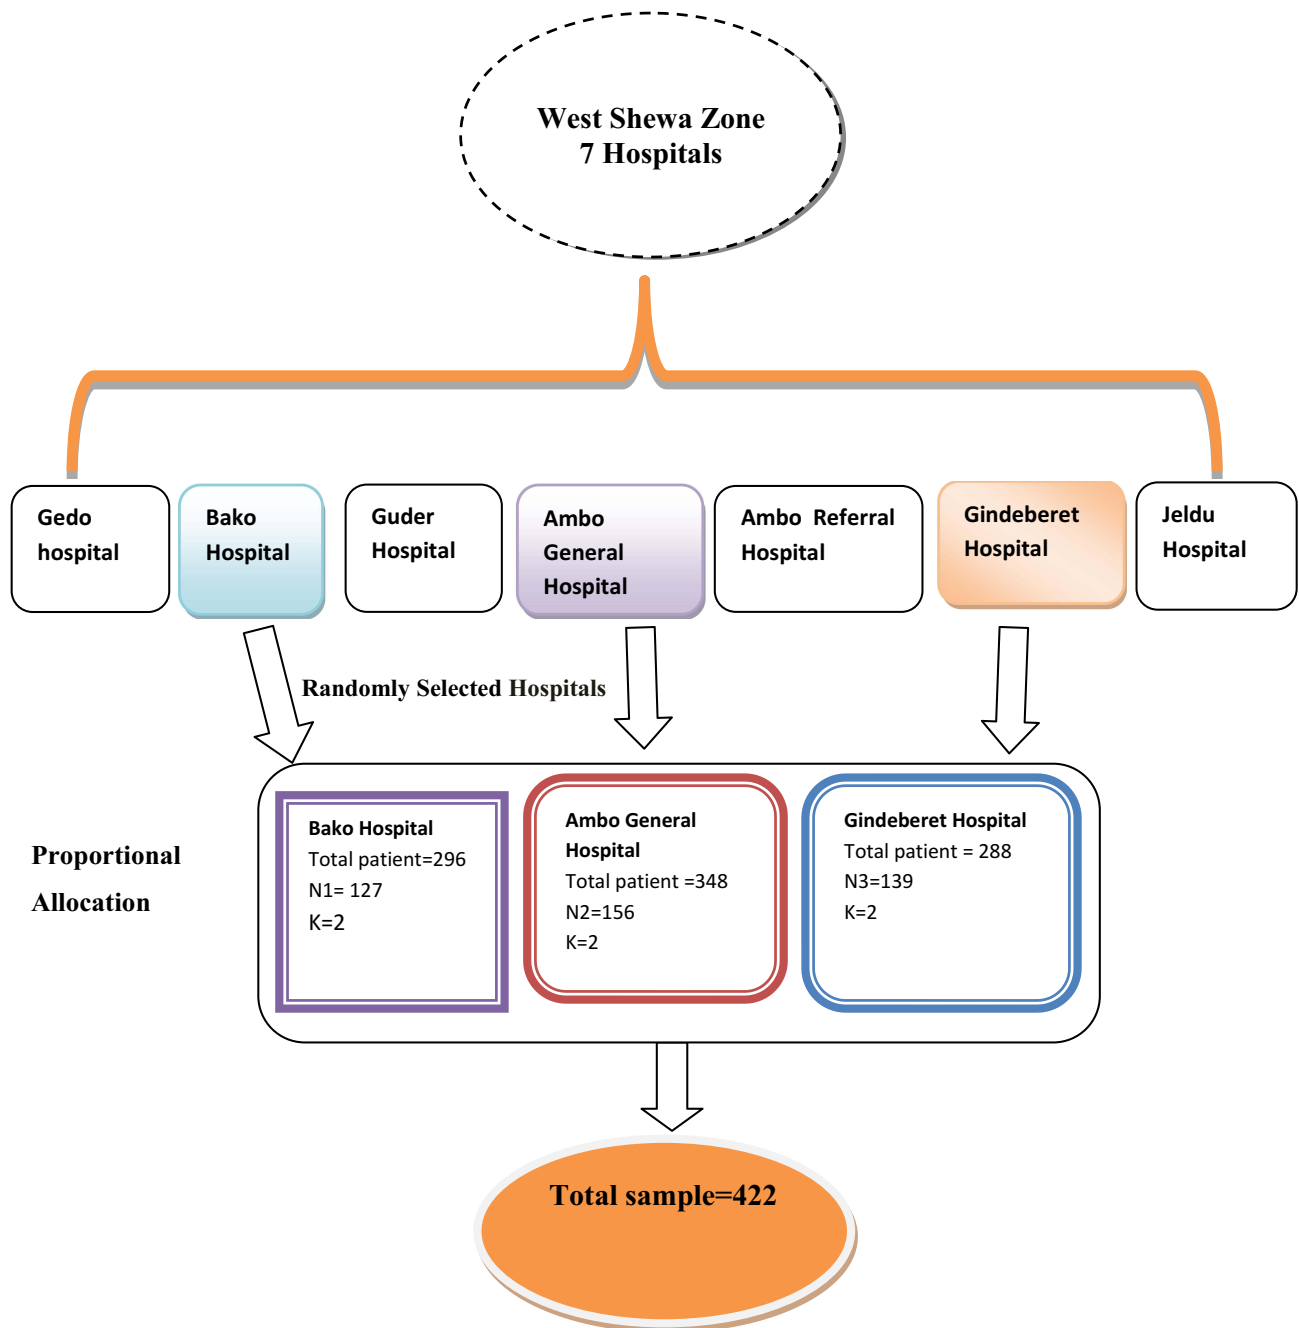 West Shewa Zone
7 Hospitals
Gedo
hospital
Bako
Hospital
Guder
Hospital
Ambo
General
Hospital
Ambo Referral
Hospital
Gindeberet
Hospital
Jeldu
Hospital
Randomly Selected Hospitals
Proportional
Allocation
Bako Hospital
Total patient=296
N1= 127
K=2
Ambo General
Hospital
Total patient =348
N2=156
K=2
Gindeberet Hospital
Total patient = 288
N3=139
K=2
Total sample=422